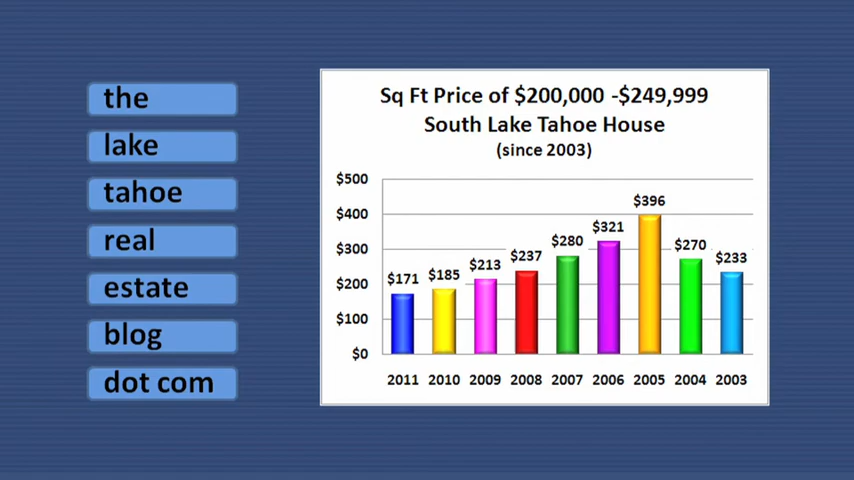 the
lake
tahoe
real
estate
blog
dot com
Sq Ft Price of $200,000 -$249,999
South Lake Tahoe House
(since 2003)
$500
$400
$300
$200
$100
$0
$171
$185
$213
$237
$280
$321
$396
$270
$233
2011 2010 2009 2008 2007 2006 2005 2004 2003